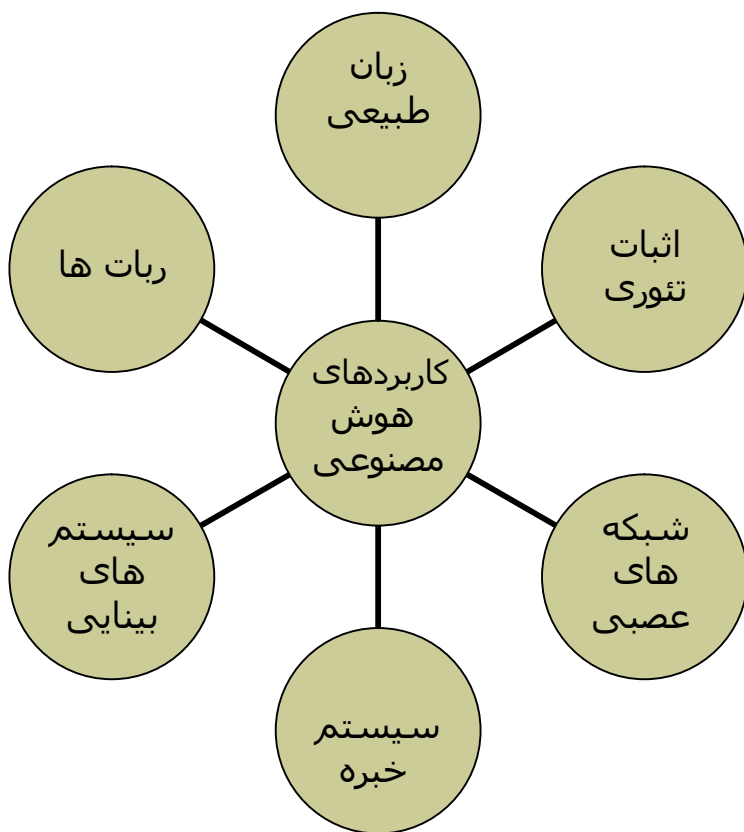 زبان
طبیعی
اثبات
تئوری
ربات ها
کاربردهای
هوش
مصنوعی
شبکه
های
عصبی
سیستم
های
بینایی
سیستم
خبره